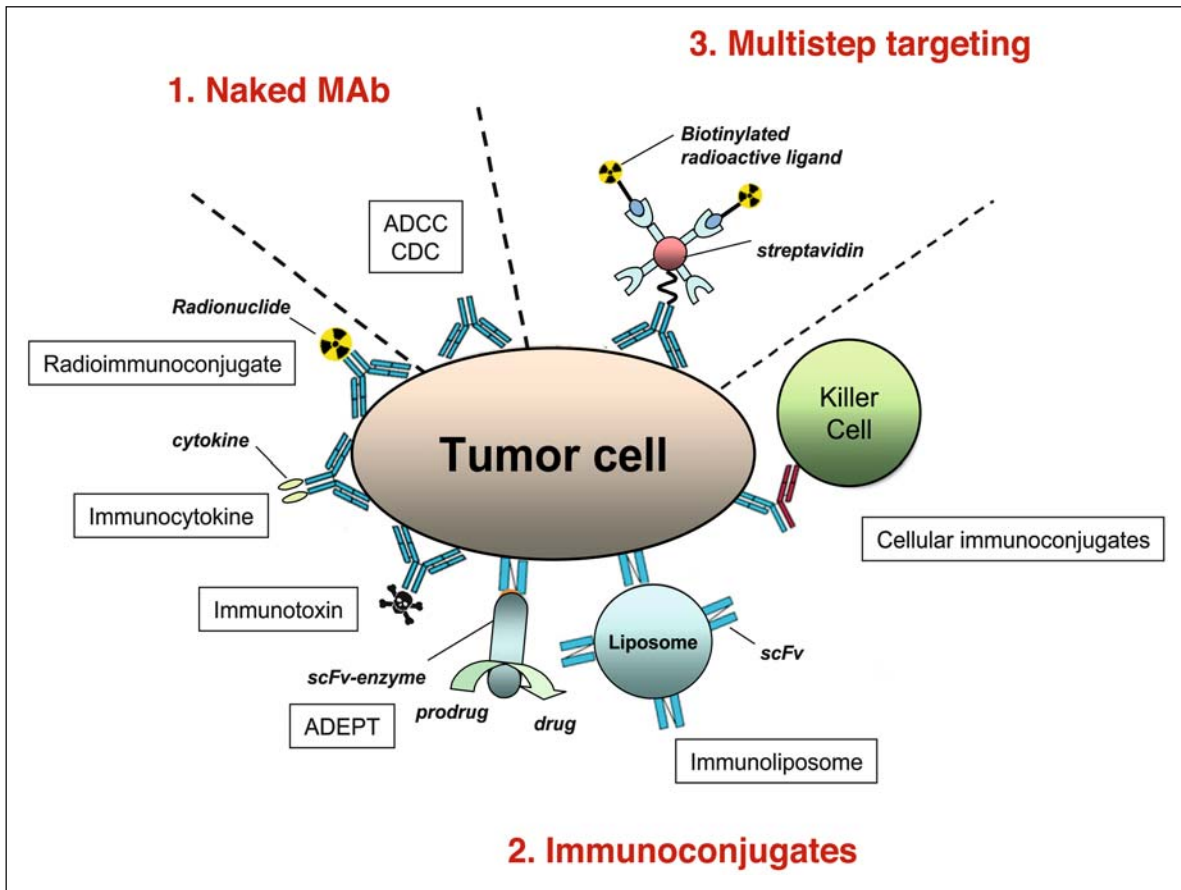 3. Multistep targeting
1. Naked MAb
Biotinylated
radioactive ligand
ADCC
CDC
streptavidin
Radionuclide
Radioimmunoconjugate
Killer
Cell
Tumor cell
cytokine
Immunocytokine
Cellular immunoconjugates
Immunotoxin
Liposome
scFv
scFv-enzyme
prodrug
drug
ADEPT
Immunoliposome
2. Immunoconjugates